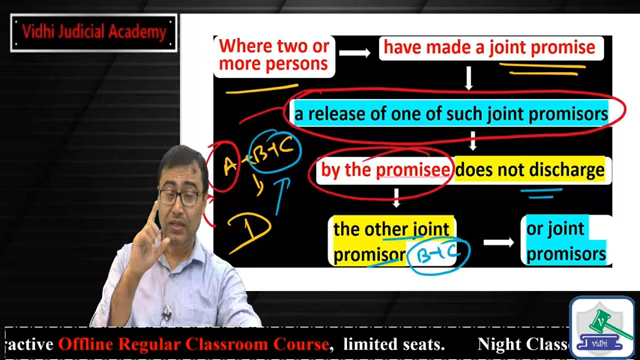 Vidhi Judicial Academy
Where two or
more persons
have made a joint promise
a release of one of such joint promisors
A + B+C
by the promisee
does not discharge
D
the other joint
promisor
B+C
or joint
promisors
VIDHI
ractive Offline Regular Classroom Course, limited seats. Night Classe